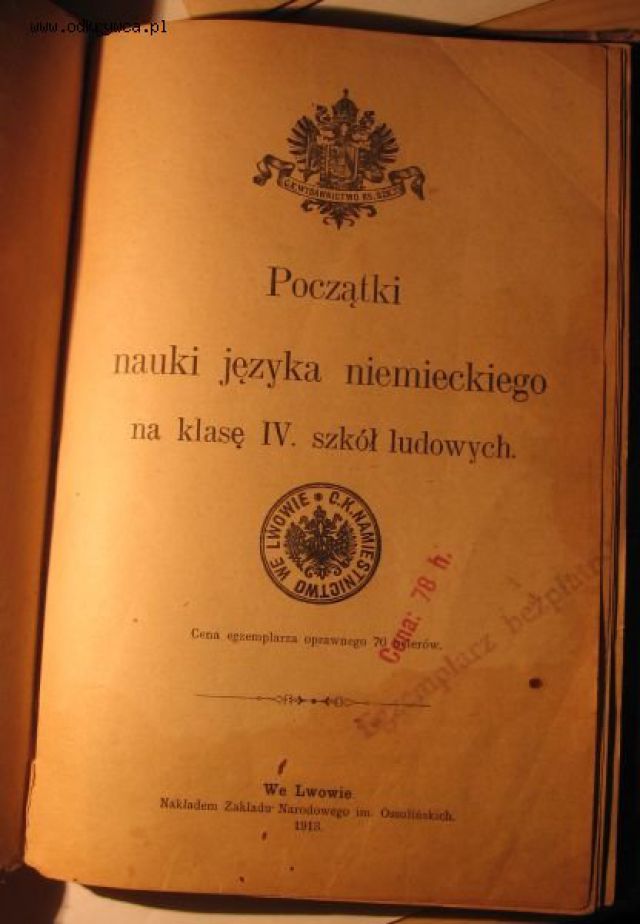 www.odkrywca.pl
C.K. WYDAWNICTWO KS. SZK.
Początki
nauki języka niemieckiego
na klasę IV. szkół ludowych.
C.K. NAMIESTNICTWO WE LWOWIE
Cena: 78 h.
Egzemplarz bezpłatny
Cena egzemplarza oprawnego 70 halerów.
We Lwowie.
Nakładem Zakładu Narodowego im. Ossolińskich.
1913.